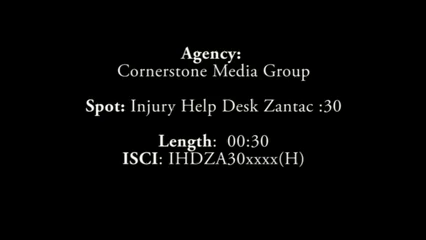 Agency:
Cornerstone Media Group
Spot: Injury Help Desk Zantac :30
Length: 00:30
ISCI: IHDZA30xxxx(H)